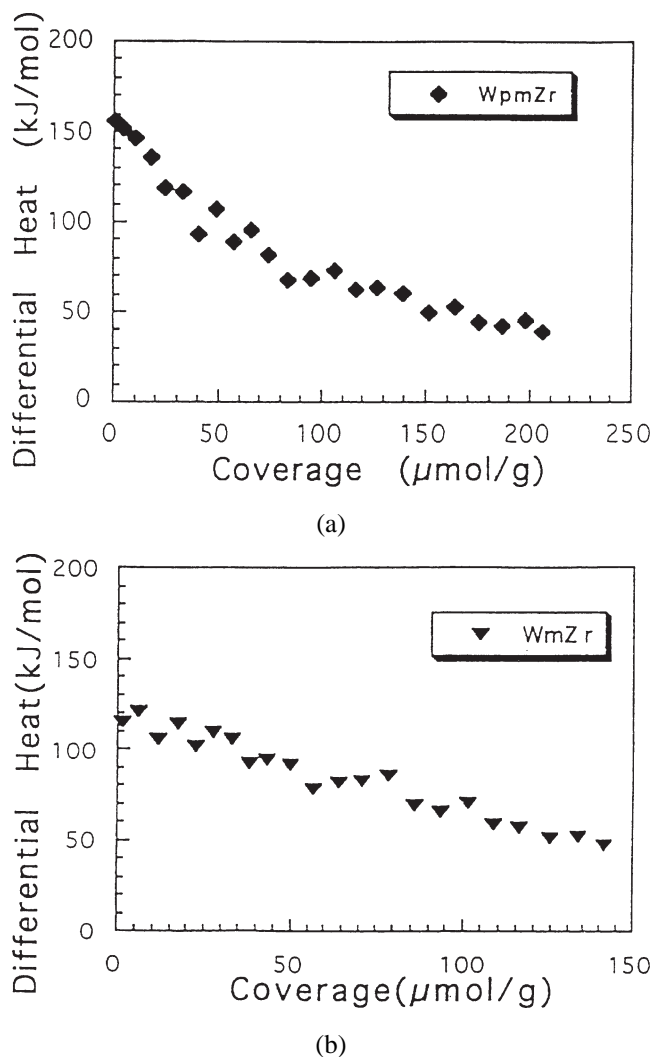 Differential Heat (kJ/mol)
200
150
100
50
0
WpmZr
0 50 100 150 200 250
Coverage (µmol/g)
(a)
Differential Heat(kJ/mol)
200
150
100
50
0
WmZr
0 50 100 150
Coverage(µmol/g)
(b)